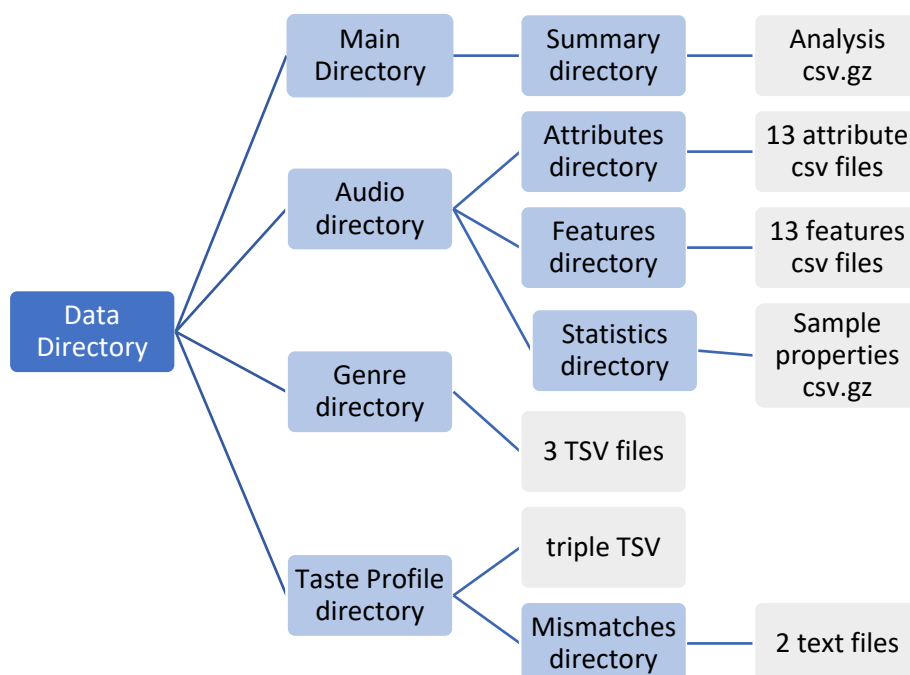 Main
Directory
Summary
directory
Analysis
csv.gz
Attributes
directory
13 attribute
csv files
Audio
directory
Features
directory
13 features
csv files
Data
Directory
Statistics
directory
Sample
properties
csv.gz
Genre
directory
3 TSV files
triple TSV
Taste Profile
directory
Mismatches
directory
2 text files